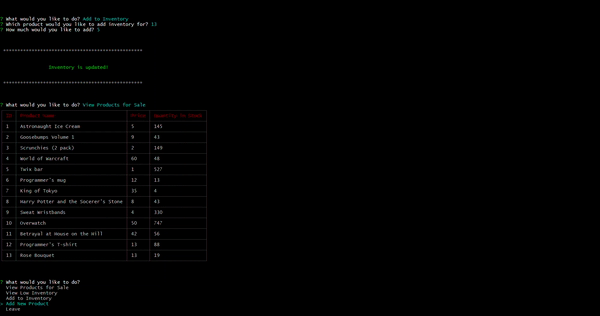 ? What would you like to do? Add to Inventory
? Which product would you like to add inventory for? 13
? How much would you like to add? 5
Inventory is updated!
? What would you like to do? View Products for Sale
ID Product Name Price Quantity in Stock
1 Astronaught Ice Cream 5 145
2 Goosebumps Volume 1 9 43
3 Scrunchies (2 pack) 2 149
4 World of Warcraft 60 48
5 Twix bar 1 527
6 Programmer's mug 12 13
7 King of Tokyo 35 4
8 Harry Potter and the Socerer's Stone 8 43
9 Sweat Wristbands 4 330
10 Overwatch 50 747
11 Betrayal at House on the Hill 42 56
12 Programmer's T-shirt 13 88
13 Rose Bouquet 13 19
? What would you like to do?
View Products for Sale
View Low Inventory
Add to Inventory
> Add New Product
Leave